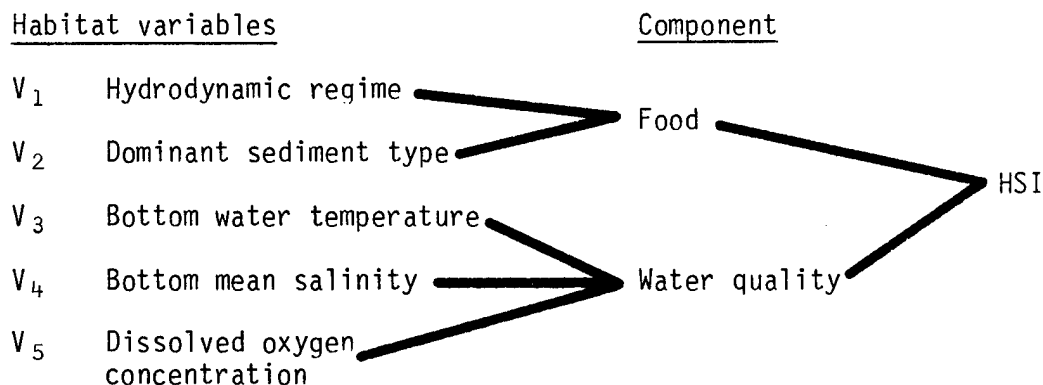 Habitat variables
Component
V1 Hydrodynamic regime
Food
V2 Dominant sediment type
HSI
V3 Bottom water temperature
V4 Bottom mean salinity
Water quality
V5 Dissolved oxygen
concentration